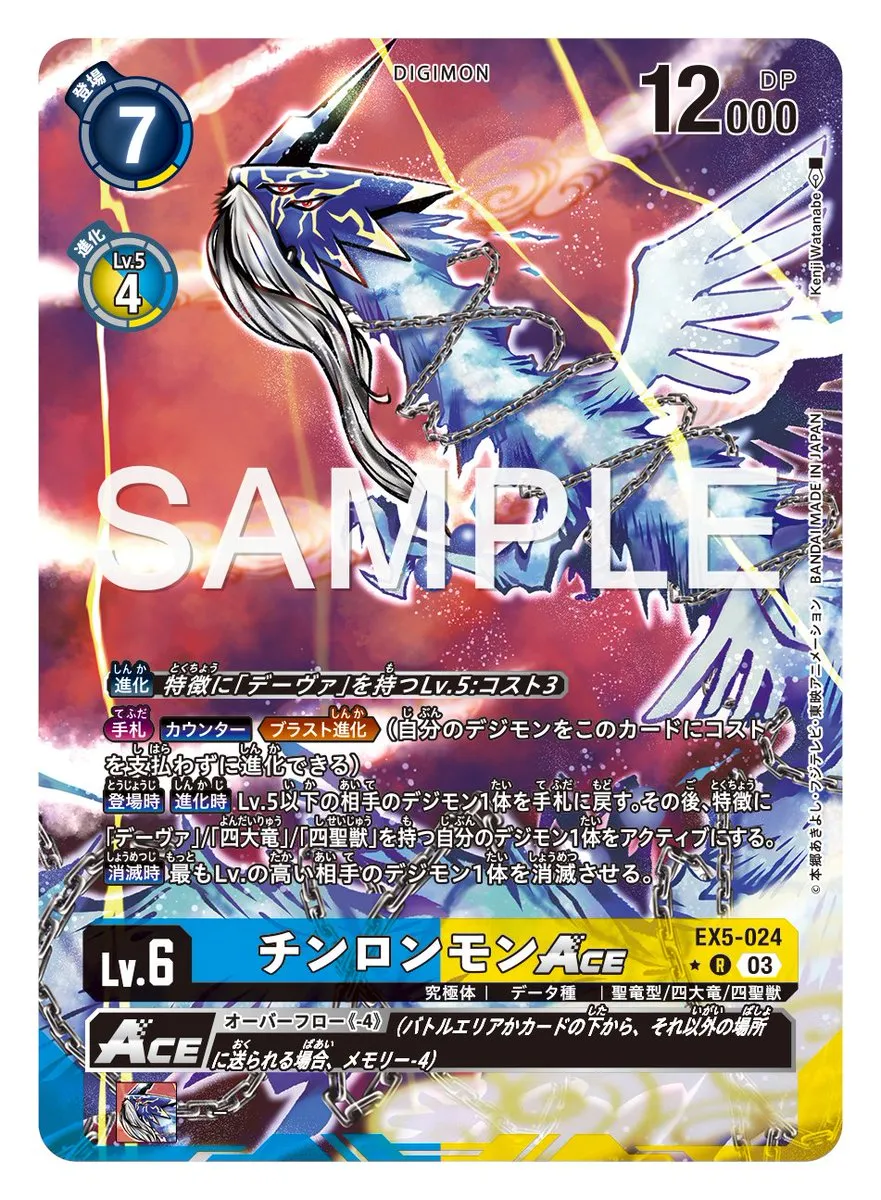 DIGIMON
登場
7
DP
12000
進化
Lv.5
4
Kenji Watanabe
SAMPLE
進化 特徴に「デーヴァ」を持つLv.5:コスト3
手札 カウンター ブラスト進化 (自分のデジモンをこのカードにコスト
を支払わずに進化できる)
登場時 進化時 Lv.5以下の相手のデジモン1体を手札に戻す。その後、特徴に
「デーヴァ」/「四大竜」/「四聖獣」を持つ自分のデジモン1体をアクティブにする。
消滅時 最もLv.の高い相手のデジモン1体を消滅させる。
© 本郷あきよし・フジテレビ・東映アニメーション BANDAI MADE IN JAPAN
Lv.6
チンロンモンACE
EX5-024
R 03
究極体 | データ種 | 聖竜型/四大竜/四聖獣
ACE
オーバーフロー《-4》 (バトルエリアかカードの下から、それ以外の場所
に送られる場合、メモリー-4)